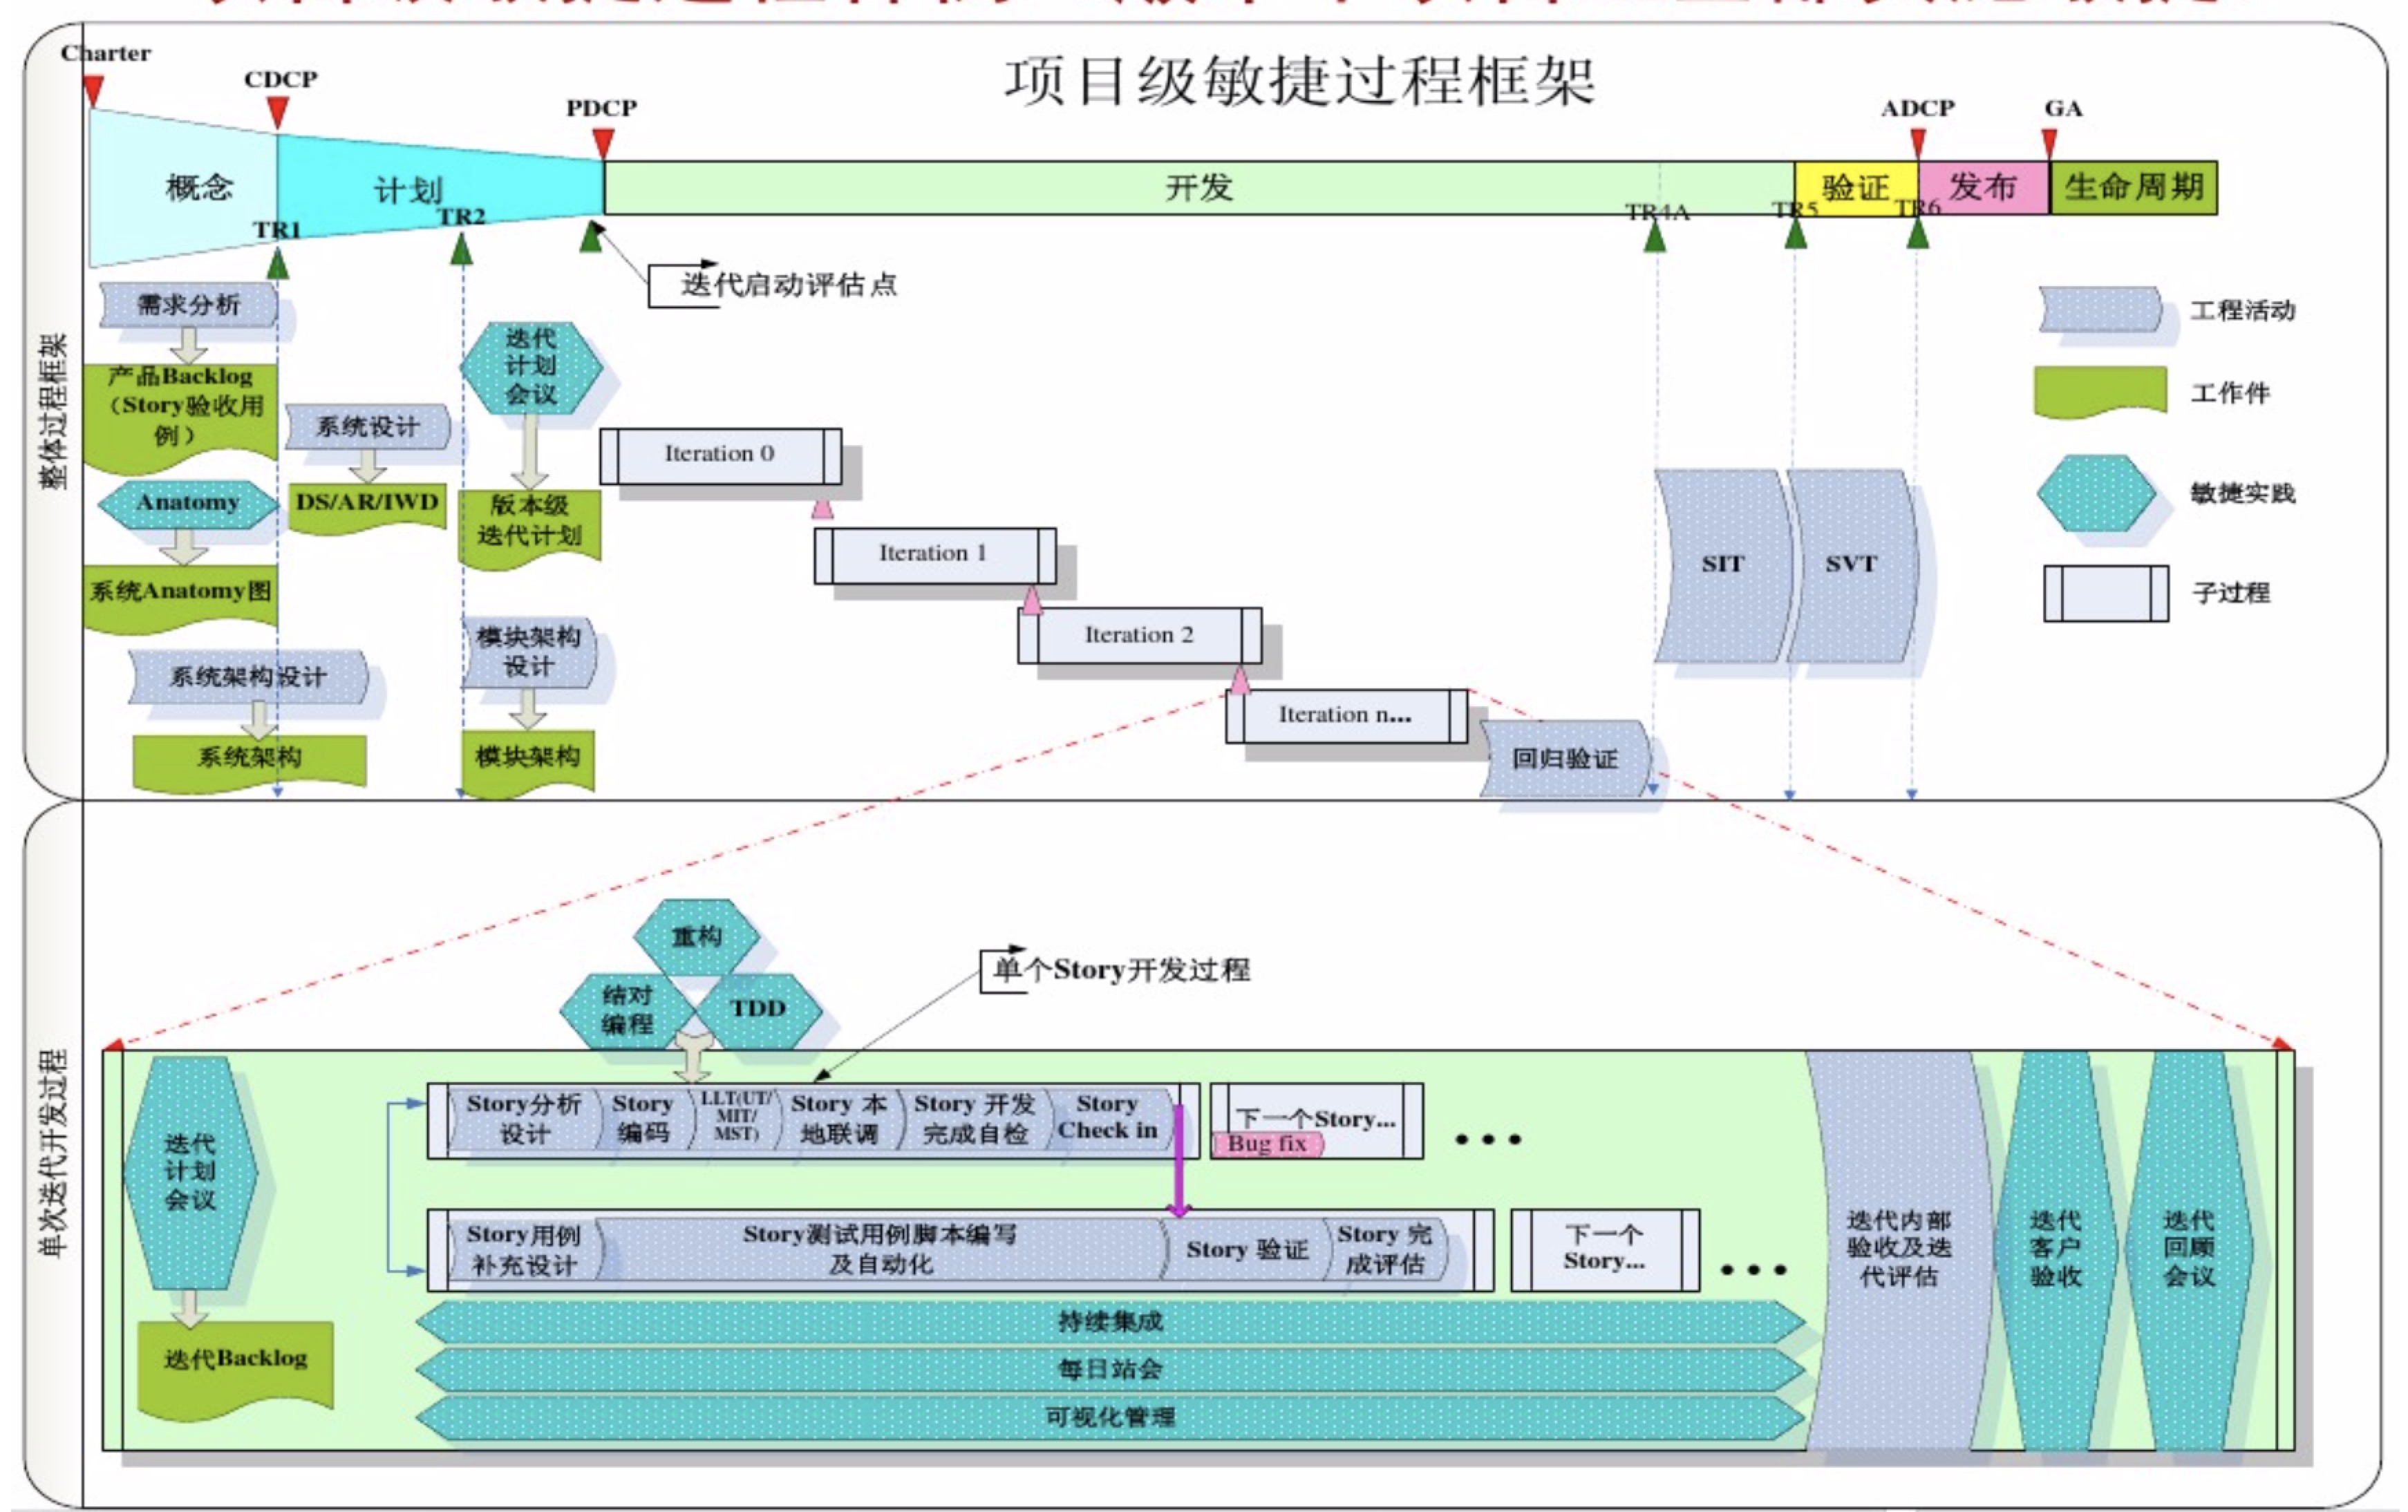 项目级敏捷过程框架
Charter
CDCP
PDCP
ADCP
GA
概念
计划
开发
验证
发布
生命周期
TR1
TR2
TR4A
TR5
TR6
迭代启动评估点
整体过程框架
需求分析
产品Backlog
（Story验收用
例）
Anatomy
系统Anatomy图
系统架构设计
系统架构
系统设计
DS/AR/IWD
迭代
计划
会议
版本级
迭代计划
模块架构
设计
模块架构
Iteration 0
Iteration 1
Iteration 2
Iteration n...
回归验证
SIT
SVT
工程活动
工作件
敏捷实践
子过程
单次迭代开发过程
重构
结对
编程
TDD
单个Story开发过程
迭代
计划
会议
迭代Backlog
Story分析
设计
Story
编码
LLT(UT/
MIT/
MST)
Story 本
地联调
Story 开发
完成自检
Story
Check in
下一个Story...
Bug fix
•••
Story用例
补充设计
Story测试用例脚本编写
及自动化
Story 验证
Story 完
成评估
下一个
Story...
•••
持续集成
每日站会
可视化管理
迭代内部
验收及迭
代评估
迭代
客户
验收
迭代
回顾
会议